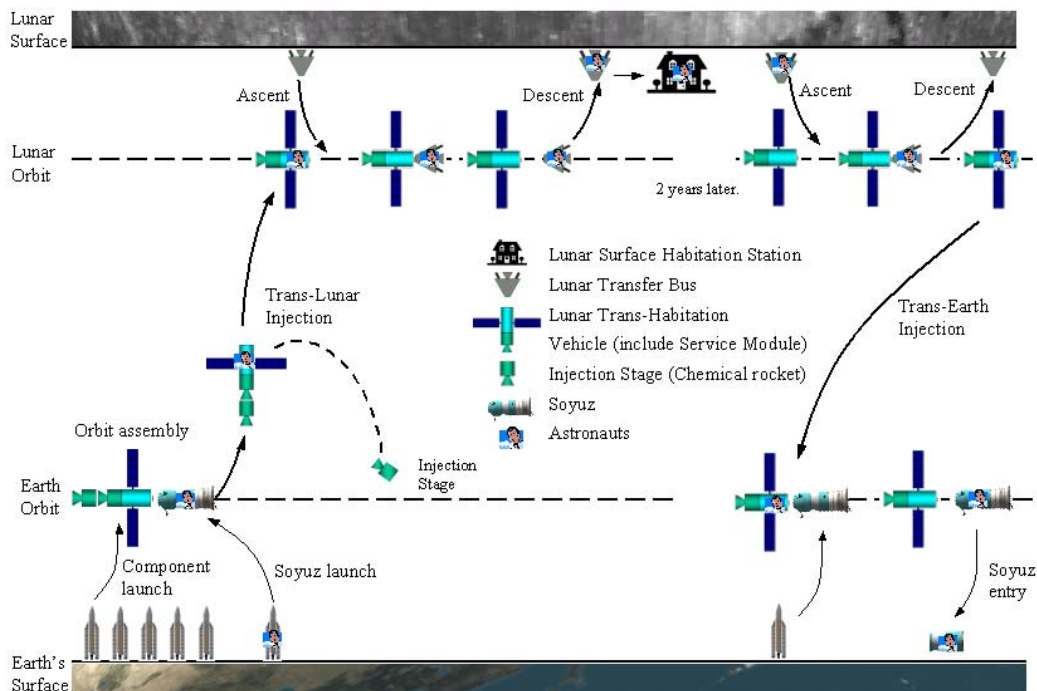 Lunar
Surface
Ascent
Descent
Ascent
Descent
Lunar
Orbit
2 years later.
Lunar Surface Habitation Station
Lunar Transfer Bus
Lunar Trans-Habitation
Vehicle (include Service Module)
Injection Stage (Chemical rocket)
Soyuz
Astronauts
Trans-Lunar
Injection
Trans-Earth
Injection
Orbit assembly
Injection
Stage
Earth
Orbit
Component
launch
Soyuz launch
Soyuz
entry
Earth's
Surface